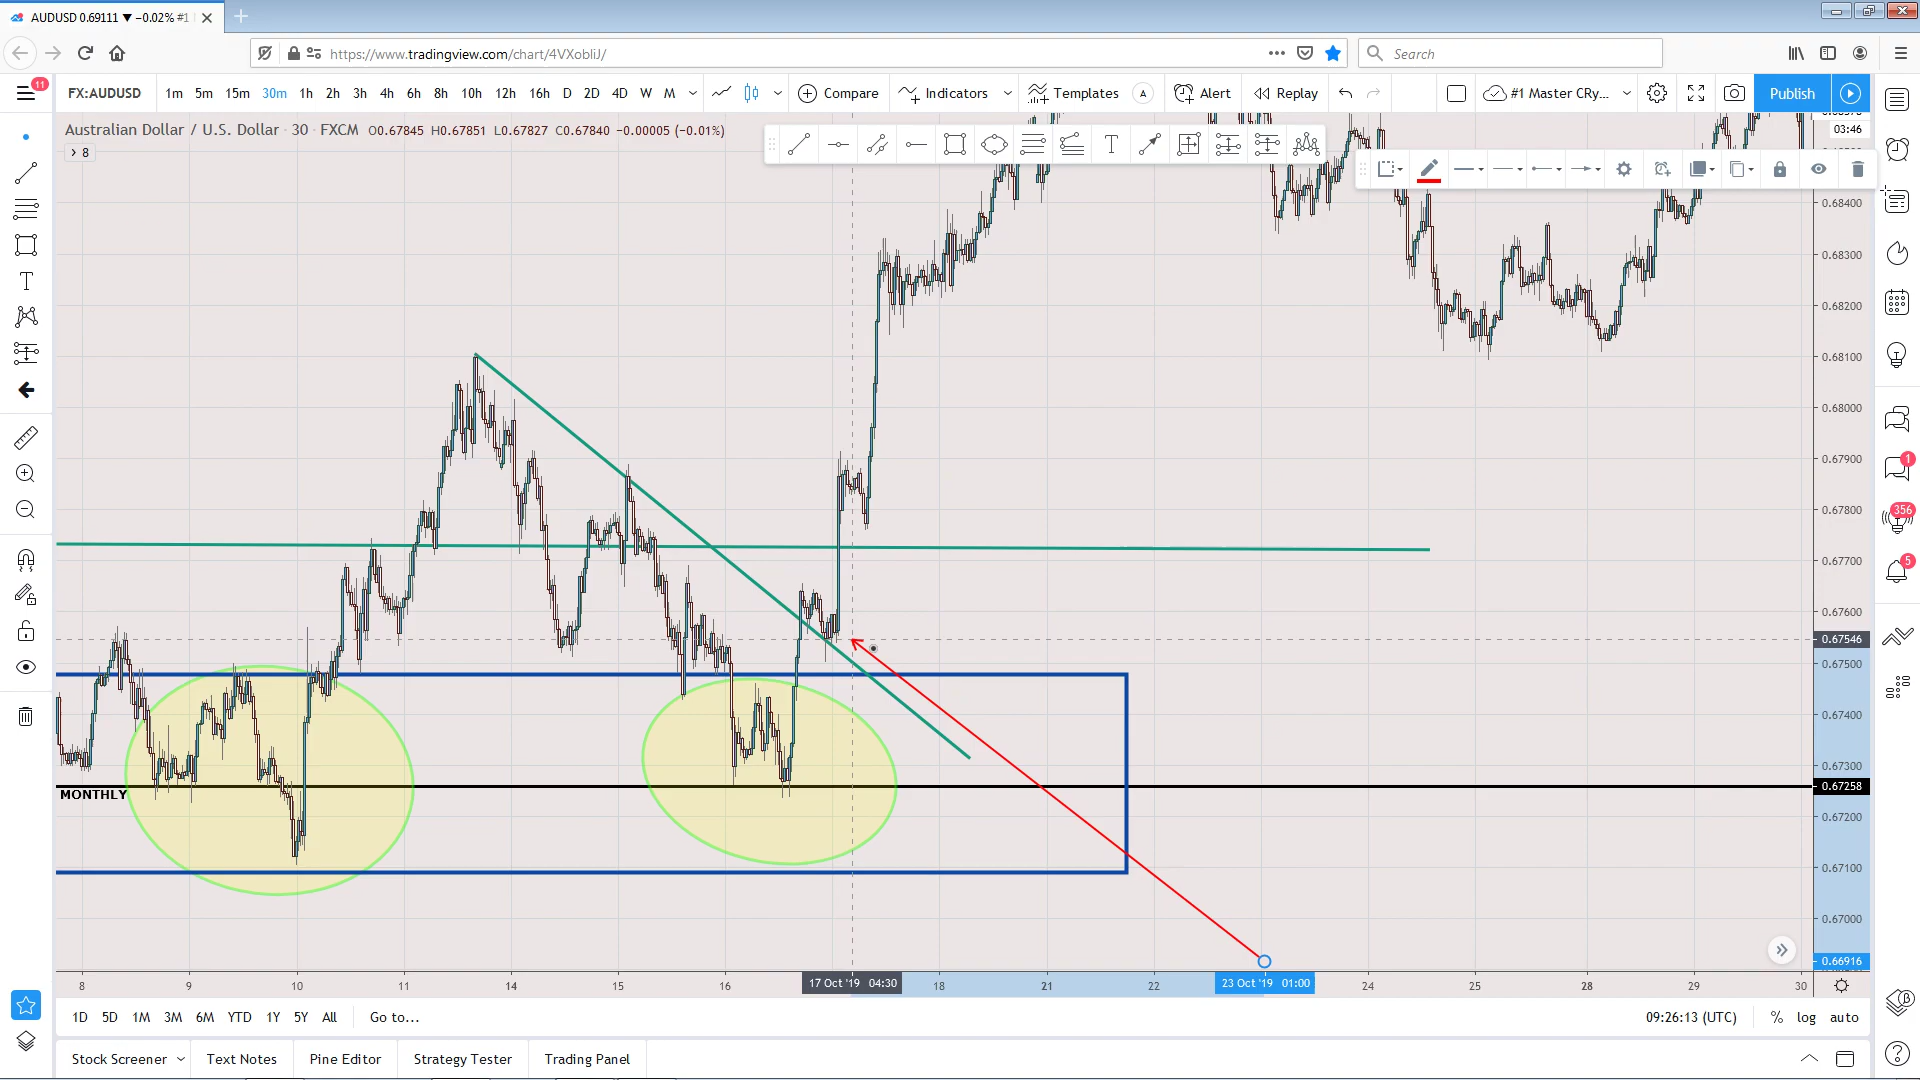 AUDUSD 0.69111 ▼ −0.02% #1
https://www.tradingview.com/chart/4VXobliJ/
Search
11
FX:AUDUSD
1m 5m 15m 30m 1h 2h 3h 4h 6h 8h 10h 12h 16h D 2D 4D W M
Compare
Indicators
Templates
A
Alert
Replay
#1 Master CRy...
Publish
Australian Dollar / U.S. Dollar · 30 · FXCM O0.67845 H0.67851 L0.67827 C0.67840 −0.00005 (−0.01%)
8
03:46
0.68400
0.68300
0.68200
0.68100
0.68000
0.67900
0.67800
0.67700
0.67600
0.67546
0.67500
0.67400
0.67300
0.67258
0.67200
0.67100
0.67000
0.66916
MONTHLY
1
356
5
8 9 10 11 14 15 16 17 Oct '19 04:30 18 21 22 23 Oct '19 01:00 24 25 28 29 30
1D 5D 1M 3M 6M YTD 1Y 5Y All Go to...
09:26:13 (UTC) % log auto
Stock Screener Text Notes Pine Editor Strategy Tester Trading Panel